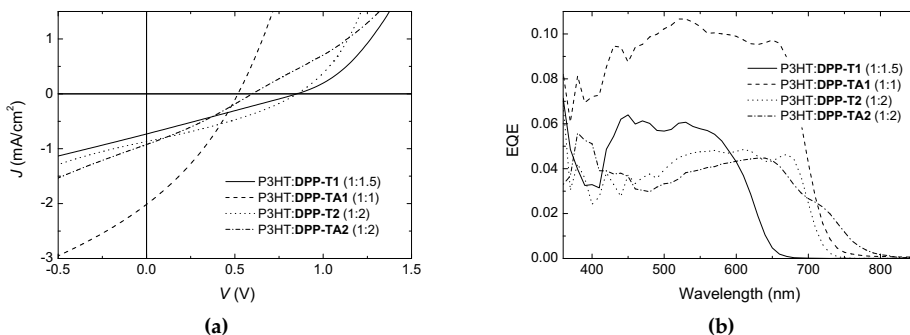 1
0
-1
-2
-3
-0.5
0.0
0.5
1.0
1.5
J (mA/cm²)
V (V)
P3HT:DPP-T1 (1:1.5)
P3HT:DPP-TA1 (1:1)
P3HT:DPP-T2 (1:2)
P3HT:DPP-TA2 (1:2)
(a)
0.10
0.08
0.06
0.04
0.02
0.00
400
500
600
700
800
EQE
Wavelength (nm)
P3HT:DPP-T1 (1:1.5)
P3HT:DPP-TA1 (1:1)
P3HT:DPP-T2 (1:2)
P3HT:DPP-TA2 (1:2)
(b)